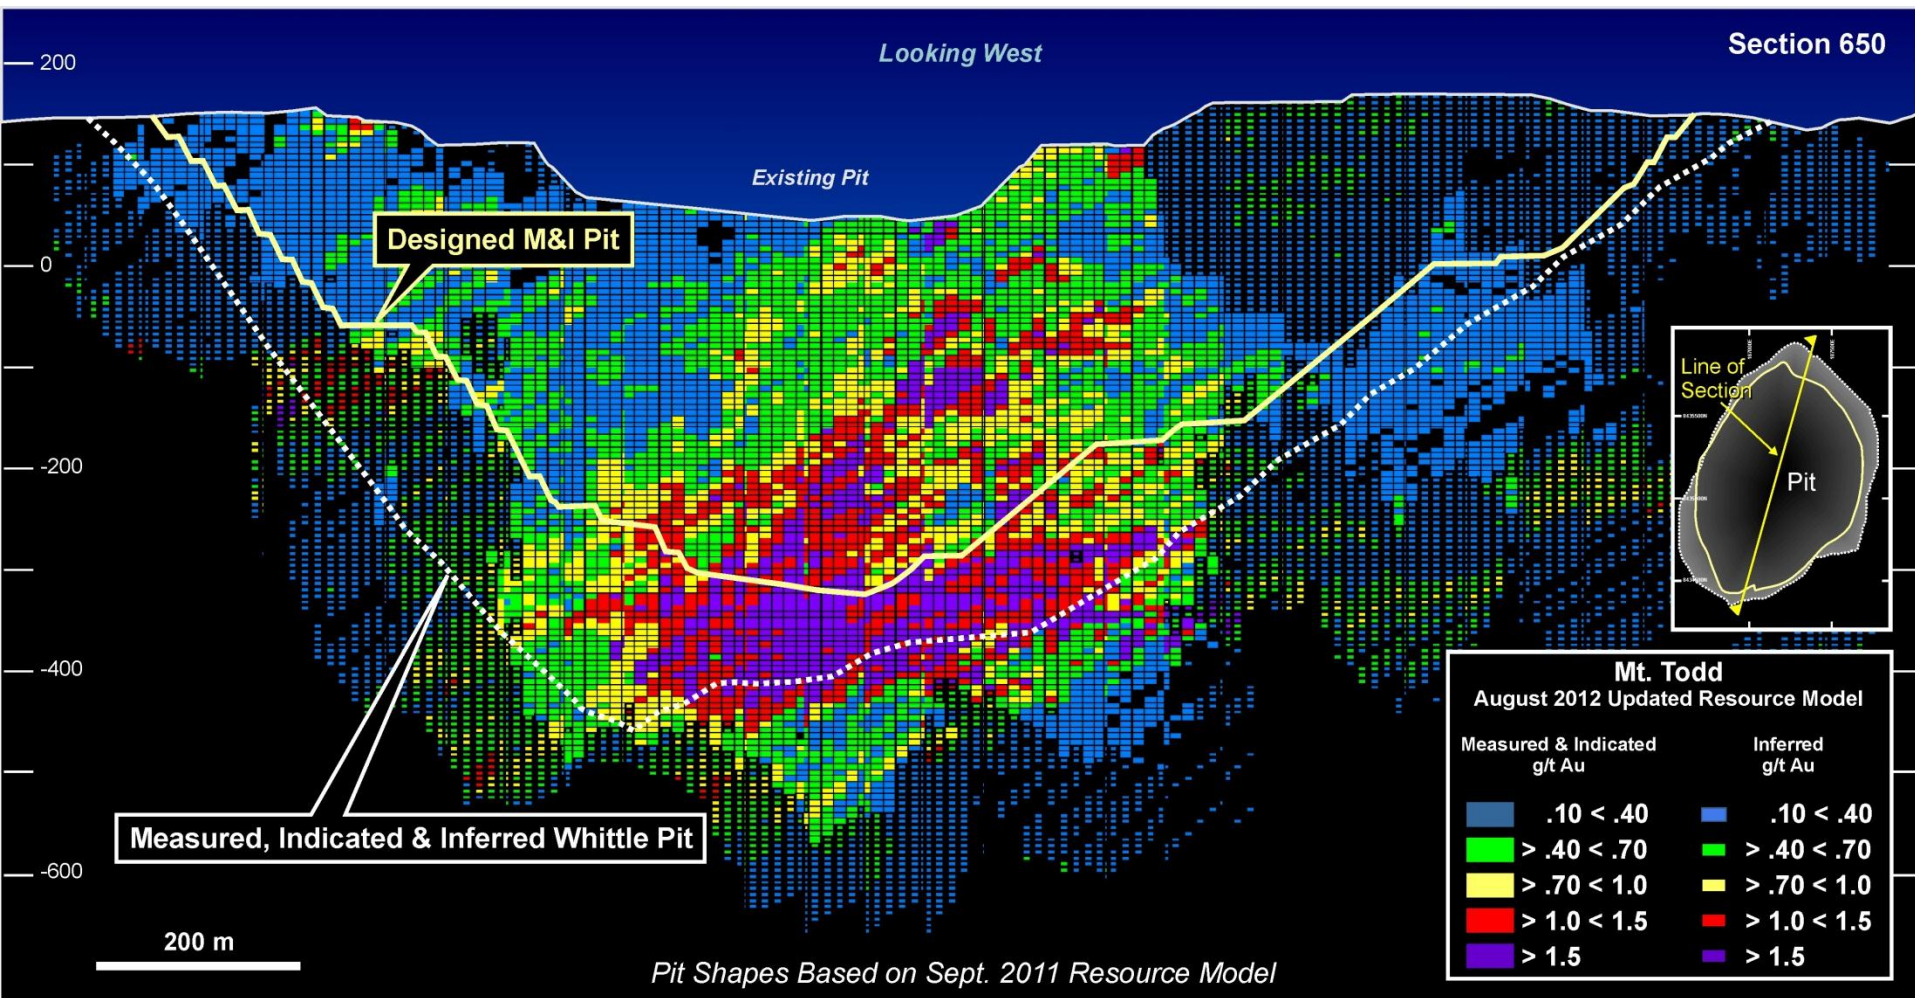 Looking West
Section 650
200
Existing Pit
Designed M&I Pit
0
Line of
Section
-200
Pit
-400
Mt. Todd
August 2012 Updated Resource Model
Measured & Indicated
g/t Au
Inferred
g/t Au
.10 < .40
.10 < .40
> .40 < .70
> .40 < .70
> .70 < 1.0
> .70 < 1.0
> 1.0 < 1.5
> 1.0 < 1.5
> 1.5
> 1.5
Measured, Indicated & Inferred Whittle Pit
-600
200 m
Pit Shapes Based on Sept. 2011 Resource Model